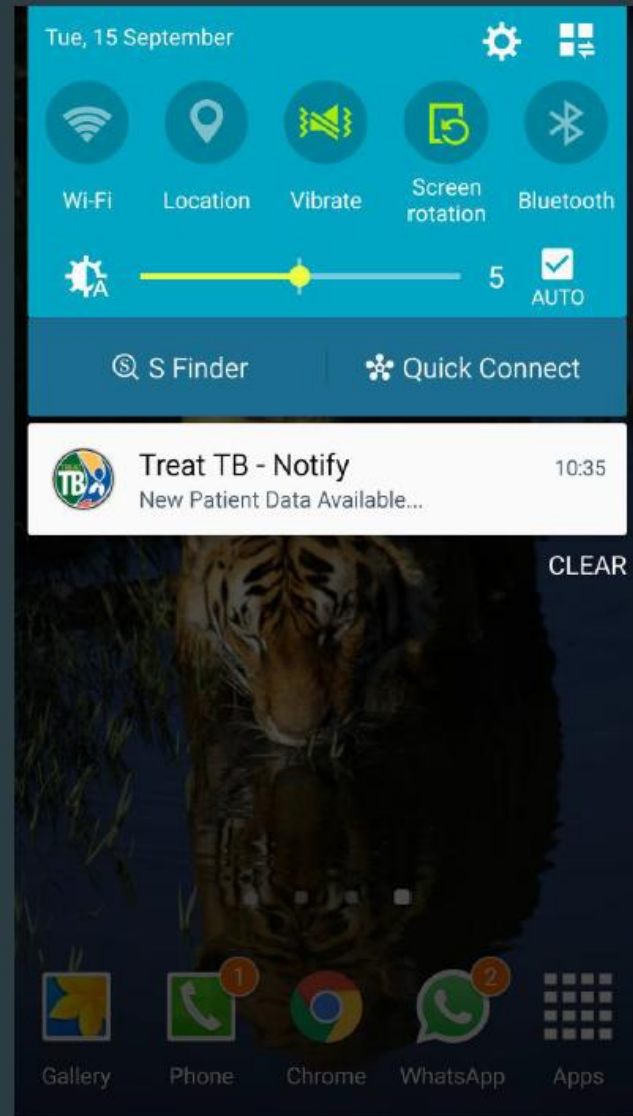 Tue, 15 September
Wi-Fi
Location
Vibrate
Screen
rotation
Bluetooth
A
5
AUTO
S Finder
Quick Connect
TB
Treat TB - Notify
10:35
New Patient Data Available...
CLEAR
1
2
Gallery
Phone
Chrome
WhatsApp
Apps